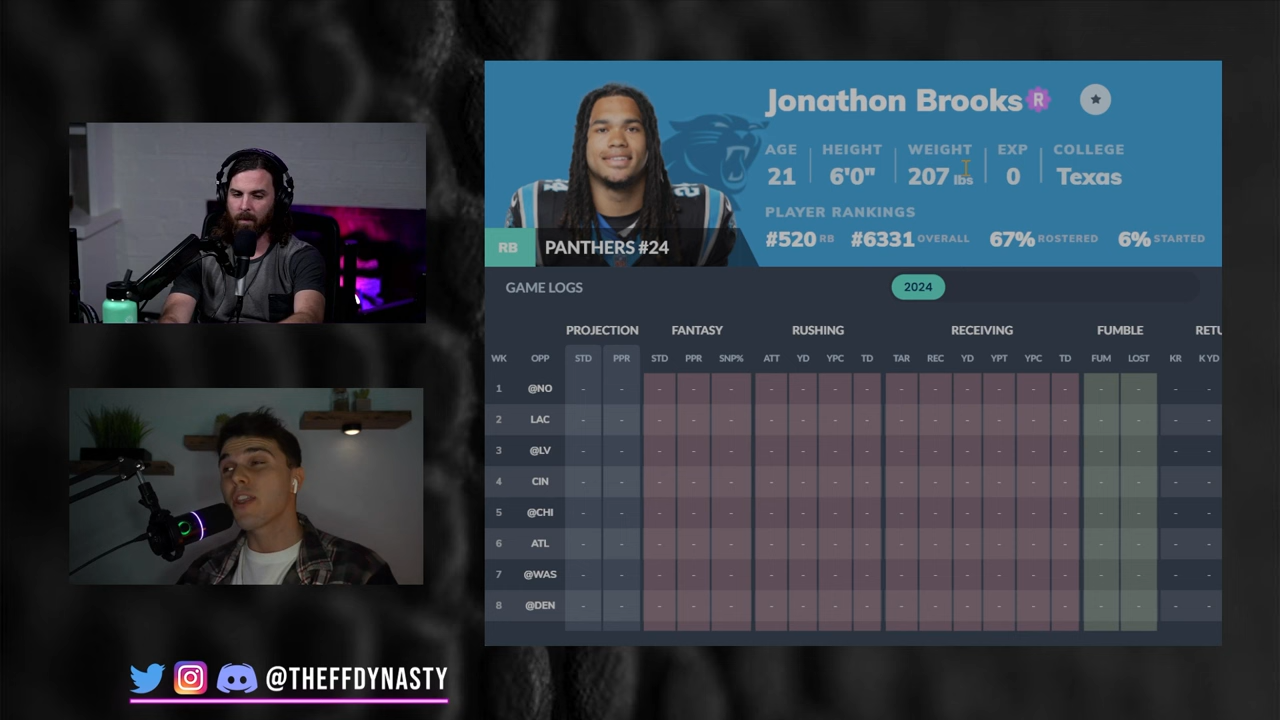 Jonathon Brooks R
AGE HEIGHT WEIGHT EXP COLLEGE
21 6'0" 207 lbs 0 Texas
PLAYER RANKINGS
#520 RB #6331 OVERALL 67% ROSTERED 6% STARTED
RB PANTHERS #24
GAME LOGS 2024
PROJECTION FANTASY RUSHING RECEIVING FUMBLE RETU
WK OPP STD PPR STD PPR SNP% ATT YD YPC TD TAR REC YD YPT YPC TD FUM LOST KR K YD
1 @NO - - - - - - - - - - - - - - - - - - -
2 LAC - - - - - - - - - - - - - - - - - - -
3 @LV - - - - - - - - - - - - - - - - - - -
4 CIN - - - - - - - - - - - - - - - - - - -
5 @CHI - - - - - - - - - - - - - - - - - - -
6 ATL - - - - - - - - - - - - - - - - - - -
7 @WAS - - - - - - - - - - - - - - - - - - -
8 @DEN - - - - - - - - - - - - - - - - - - -
@THEFFDYNASTY